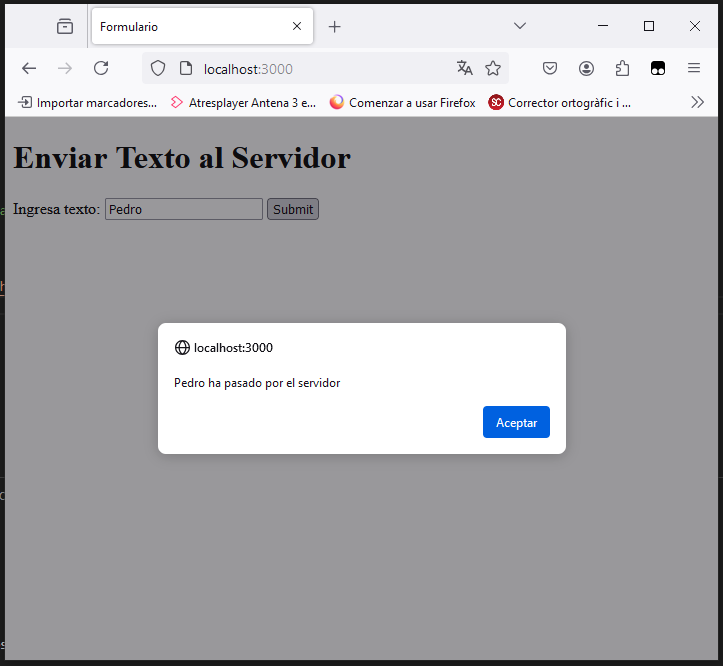 Formulario
localhost:3000
Importar marcadores...
Atresplayer Antena 3 e...
Comenzar a usar Firefox
SC
Corrector ortogràfic i ...
Enviar Texto al Servidor
Ingresa texto: Pedro Submit
localhost:3000
Pedro ha pasado por el servidor
Aceptar